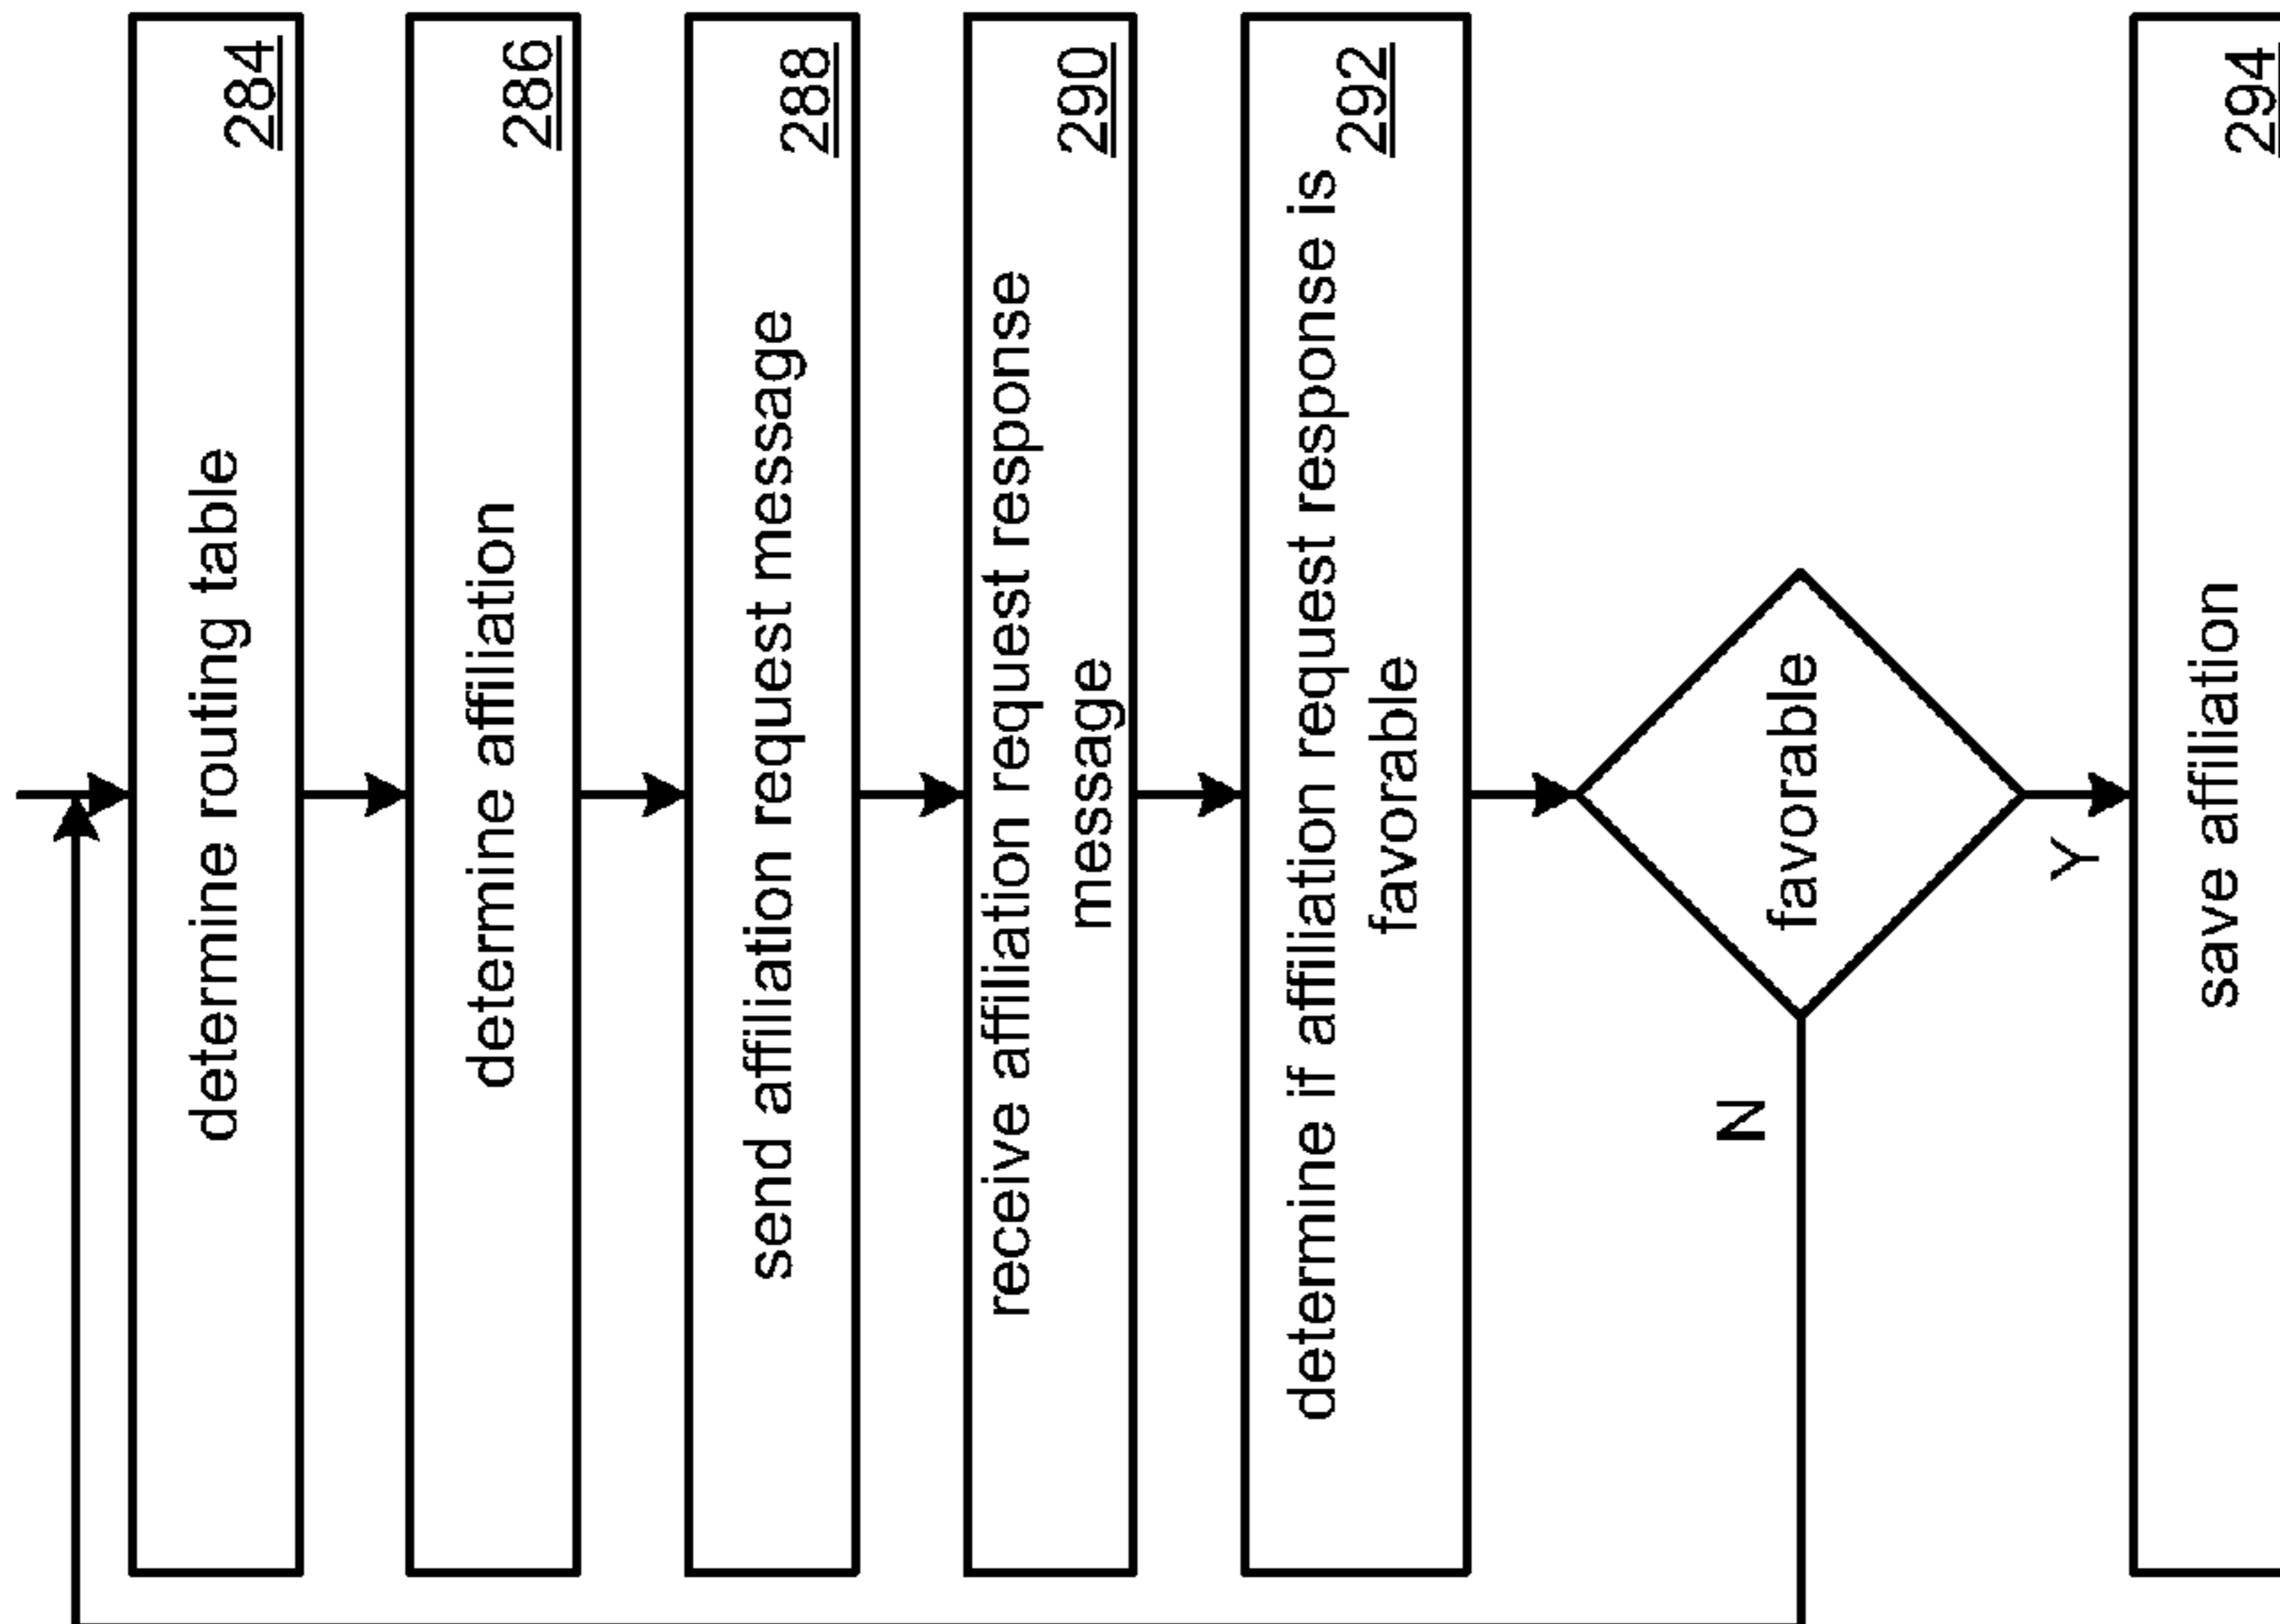 determine routing table
284
determine affiliation
286
send affiliation request message
288
receive affiliation request response
message
290
determine if affiliation request response is
favorable
292
favorable
N
Y
save affiliation
294